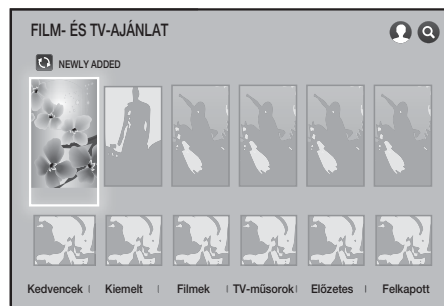 FILM- ÉS TV-AJÁNLAT
NEWLY ADDED
Kedvencek | Kiemelt | Filmek | TV-műsorok | Előzetes | Felkapott